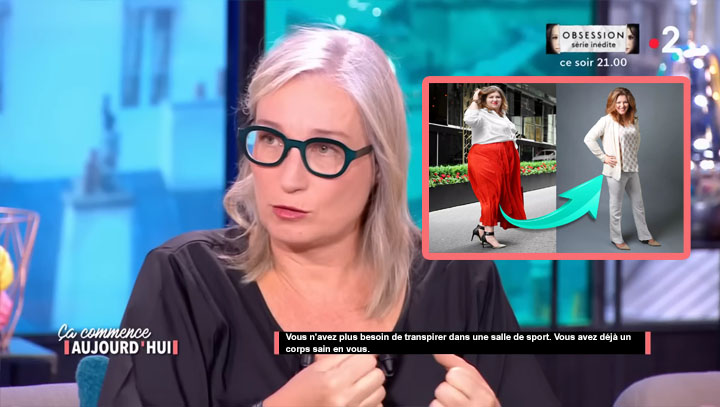 OBSESSION
série inédite
2
ce soir 21.00
Ça commence
AUJOURD'HUI
Vous n'avez plus besoin de transpirer dans une salle de sport. Vous avez déjà un
corps sain en vous.